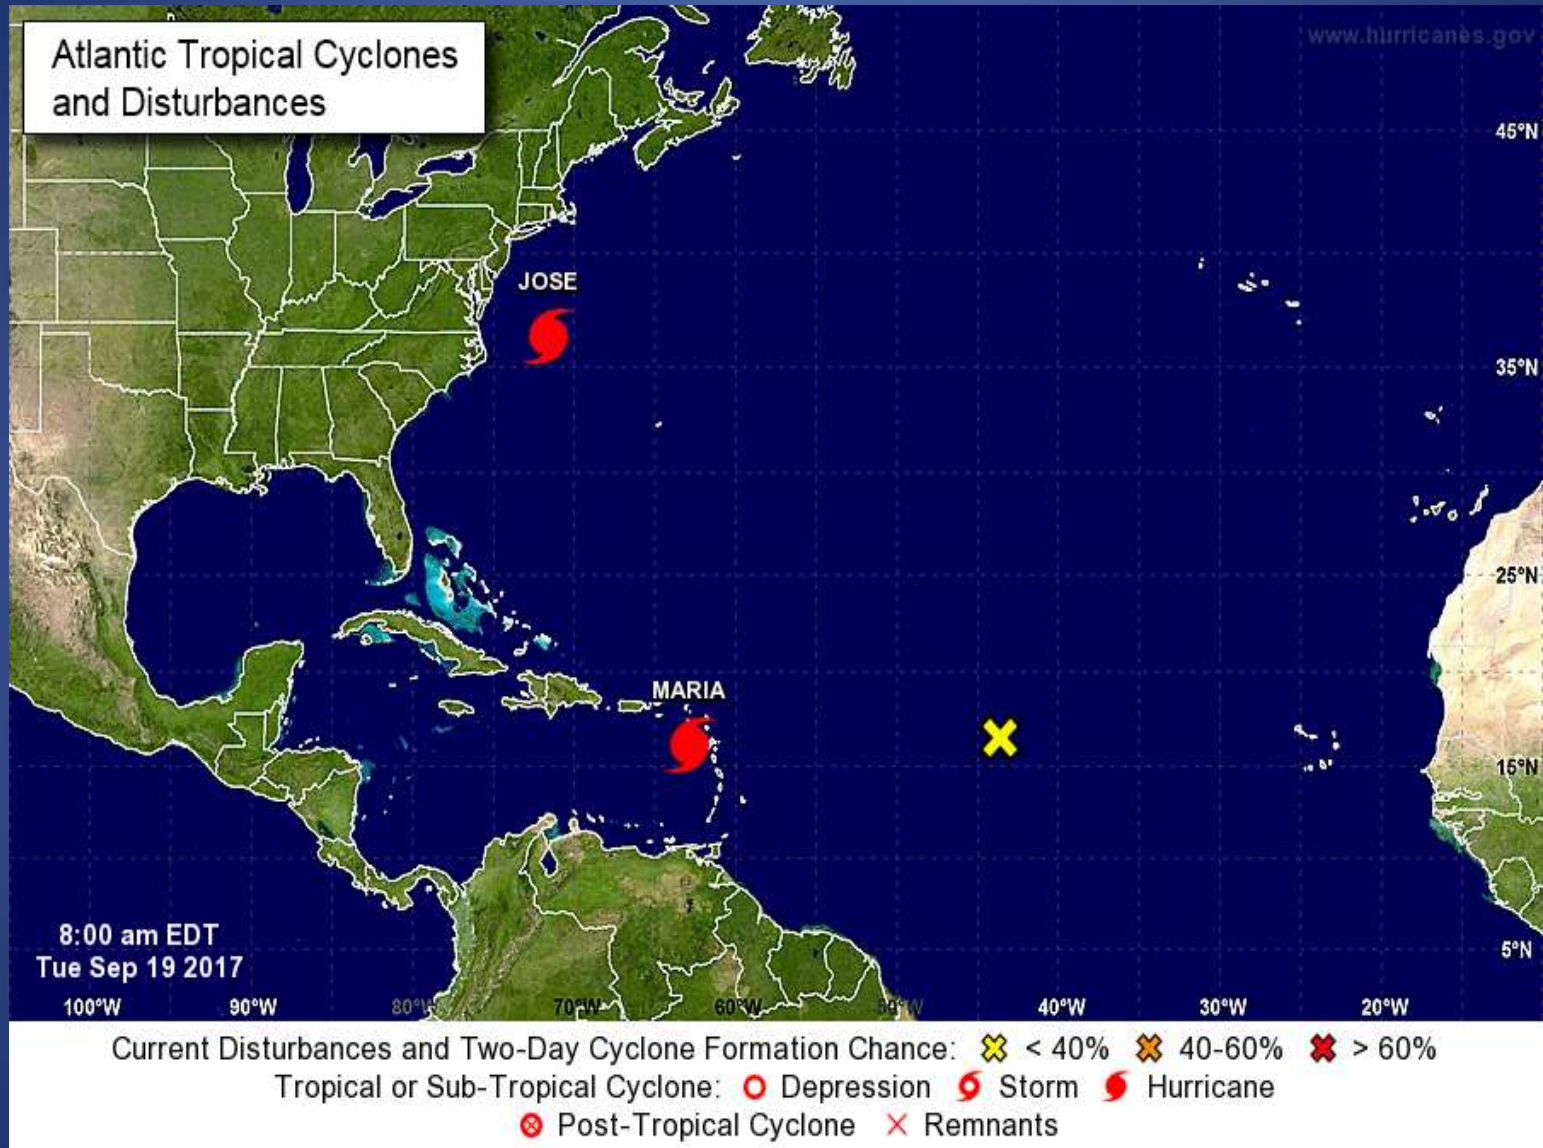 Atlantic Tropical Cyclones
and Disturbances
www.hurricanes.gov
45°N
JOSE
35°N
25°N
MARIA
15°N
8:00 am EDT
Tue Sep 19 2017
5°N
100°W 90°W 80°W 70°W 60°W 50°W 40°W 30°W 20°W
Current Disturbances and Two-Day Cyclone Formation Chance: < 40% 40-60% > 60%
Tropical or Sub-Tropical Cyclone: Depression Storm Hurricane
Post-Tropical Cyclone Remnants